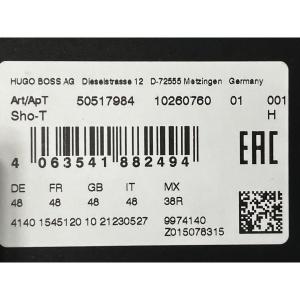 HUGO BOSS AG Dieselstrasse 12 D-72555 Metzingen Germany
Art/ApT 50517984 10260760 01 001
Sho-T H
4 063541 882494
EAC
DE FR GB IT MX
48 48 48 48 38R
4140 1545120 10 21230527 9974140
Z015078315